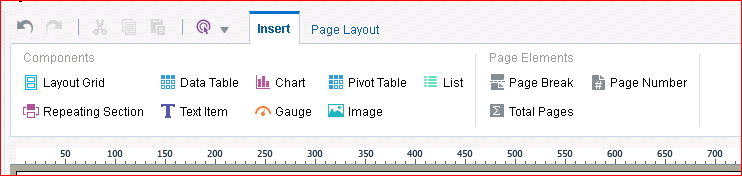 Insert Page Layout
Components Page Elements
Layout Grid Data Table Chart Pivot Table List Page Break Page Number
Repeating Section Text Item Gauge Image Total Pages
50 100 150 200 250 300 350 400 450 500 550 600 650 700